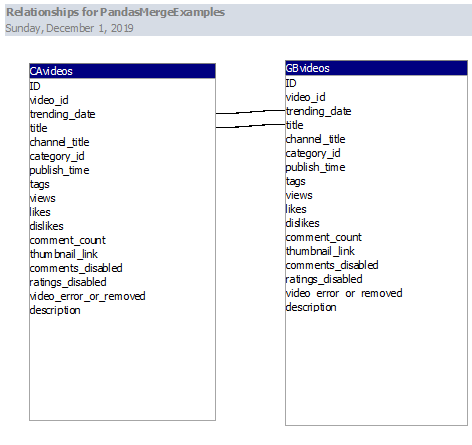 Relationships for PandasMergeExamples
Sunday, December 1, 2019
CAvideos
ID
video_id
trending_date
title
channel_title
category_id
publish_time
tags
views
likes
dislikes
comment_count
thumbnail_link
comments_disabled
ratings_disabled
video_error_or_removed
description
GBvideos
ID
video_id
trending_date
title
channel_title
category_id
publish_time
tags
views
likes
dislikes
comment_count
thumbnail_link
comments_disabled
ratings_disabled
video_error_or_removed
description